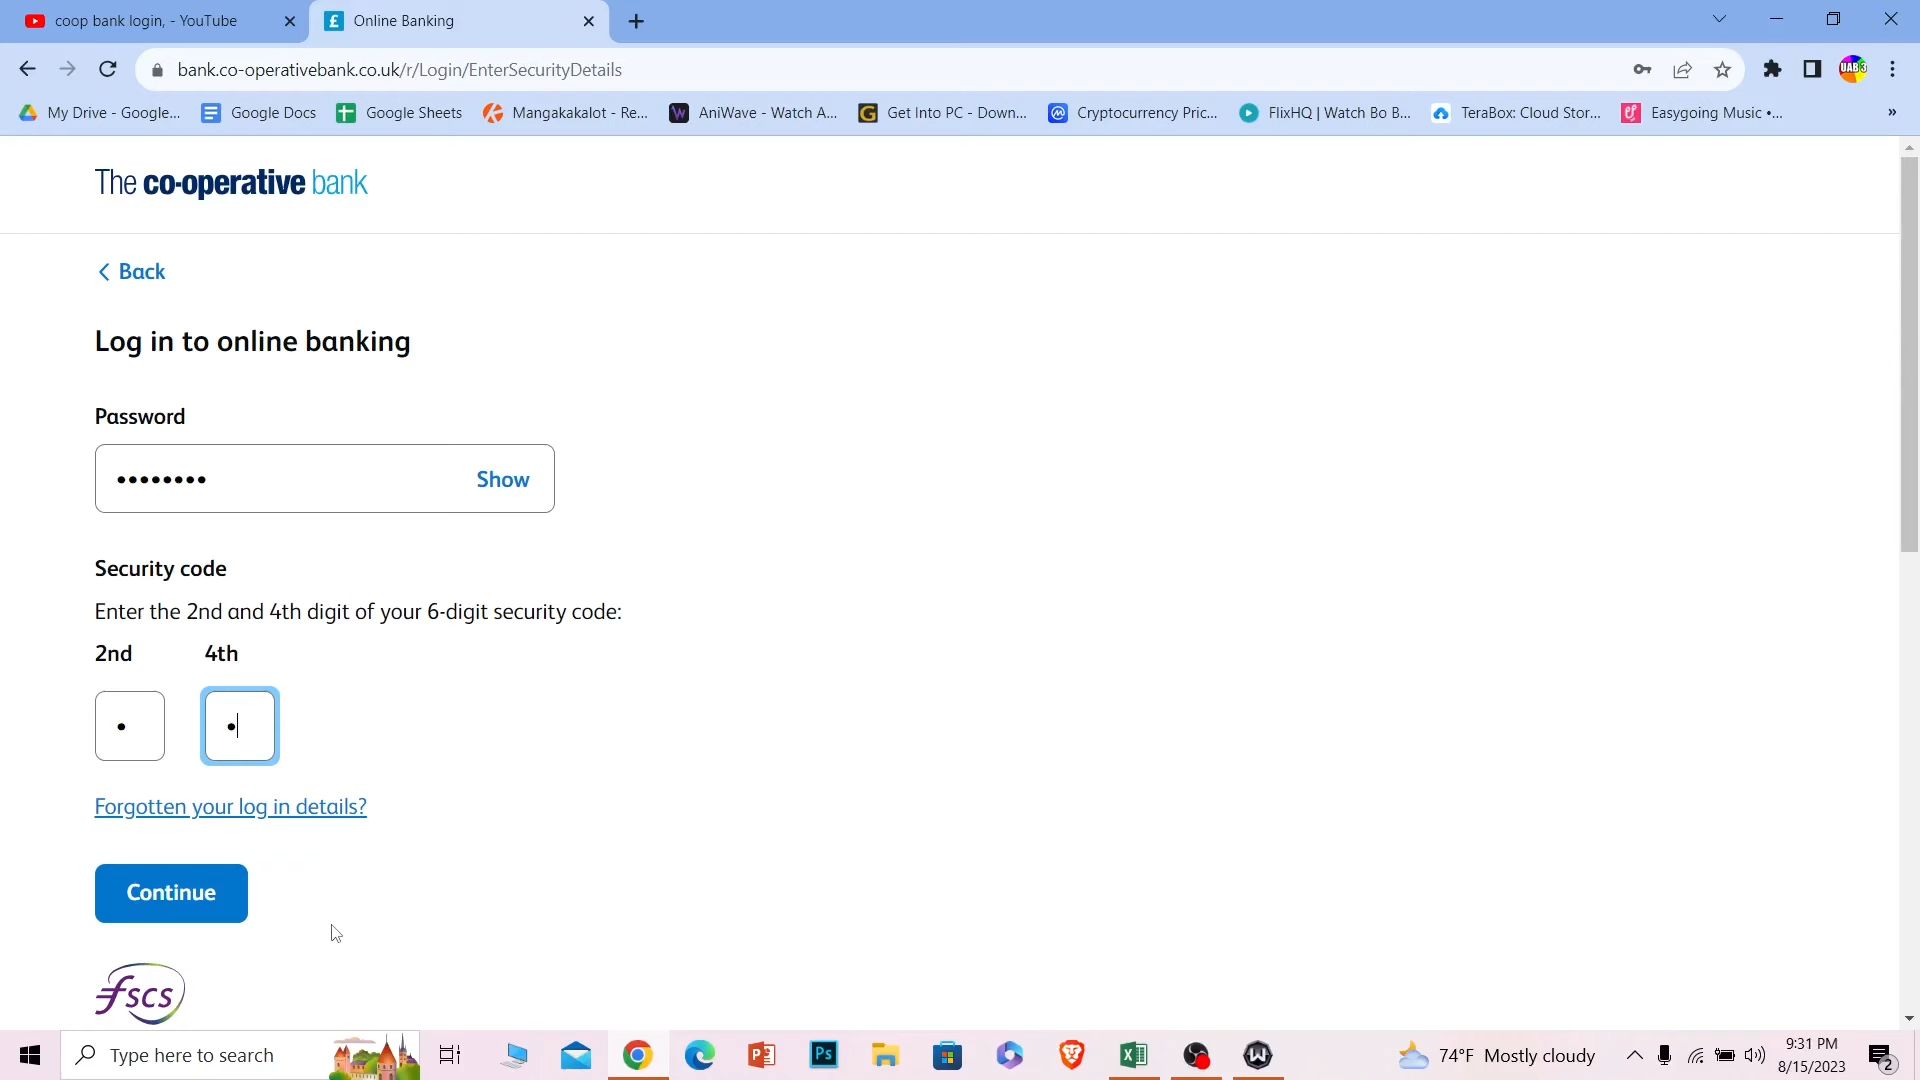 coop bank login, - YouTube
Online Banking
bank.co-operativebank.co.uk/r/Login/EnterSecurityDetails
UAB 3
My Drive - Google...
Google Docs
Google Sheets
Mangakakalot - Re...
AniWave - Watch A...
Get Into PC - Down...
Cryptocurrency Pric...
FlixHQ | Watch Bo B...
TeraBox: Cloud Stor...
Easygoing Music •...
»
The co-operative bank
Back
Log in to online banking
Password
••••••••
Show
Security code
Enter the 2nd and 4th digit of your 6-digit security code:
2nd 4th
• •
Forgotten your log in details?
Continue
fscs
Type here to search
74°F Mostly cloudy
9:31 PM
8/15/2023
2